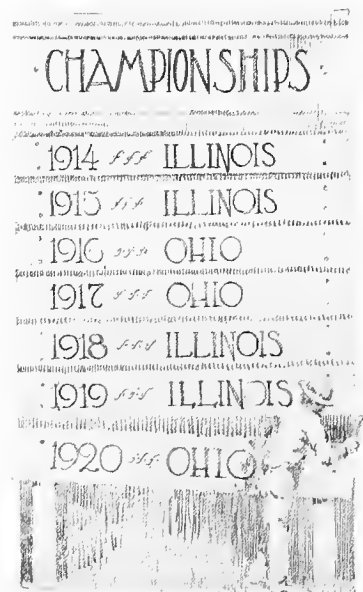 CHAMPIONSHIPS
1914 ILLINOIS
1915 ILLINOIS
1916 OHIO
1917 OHIO
1918 ILLINOIS
1919 ILLINOIS
1920 OHIO